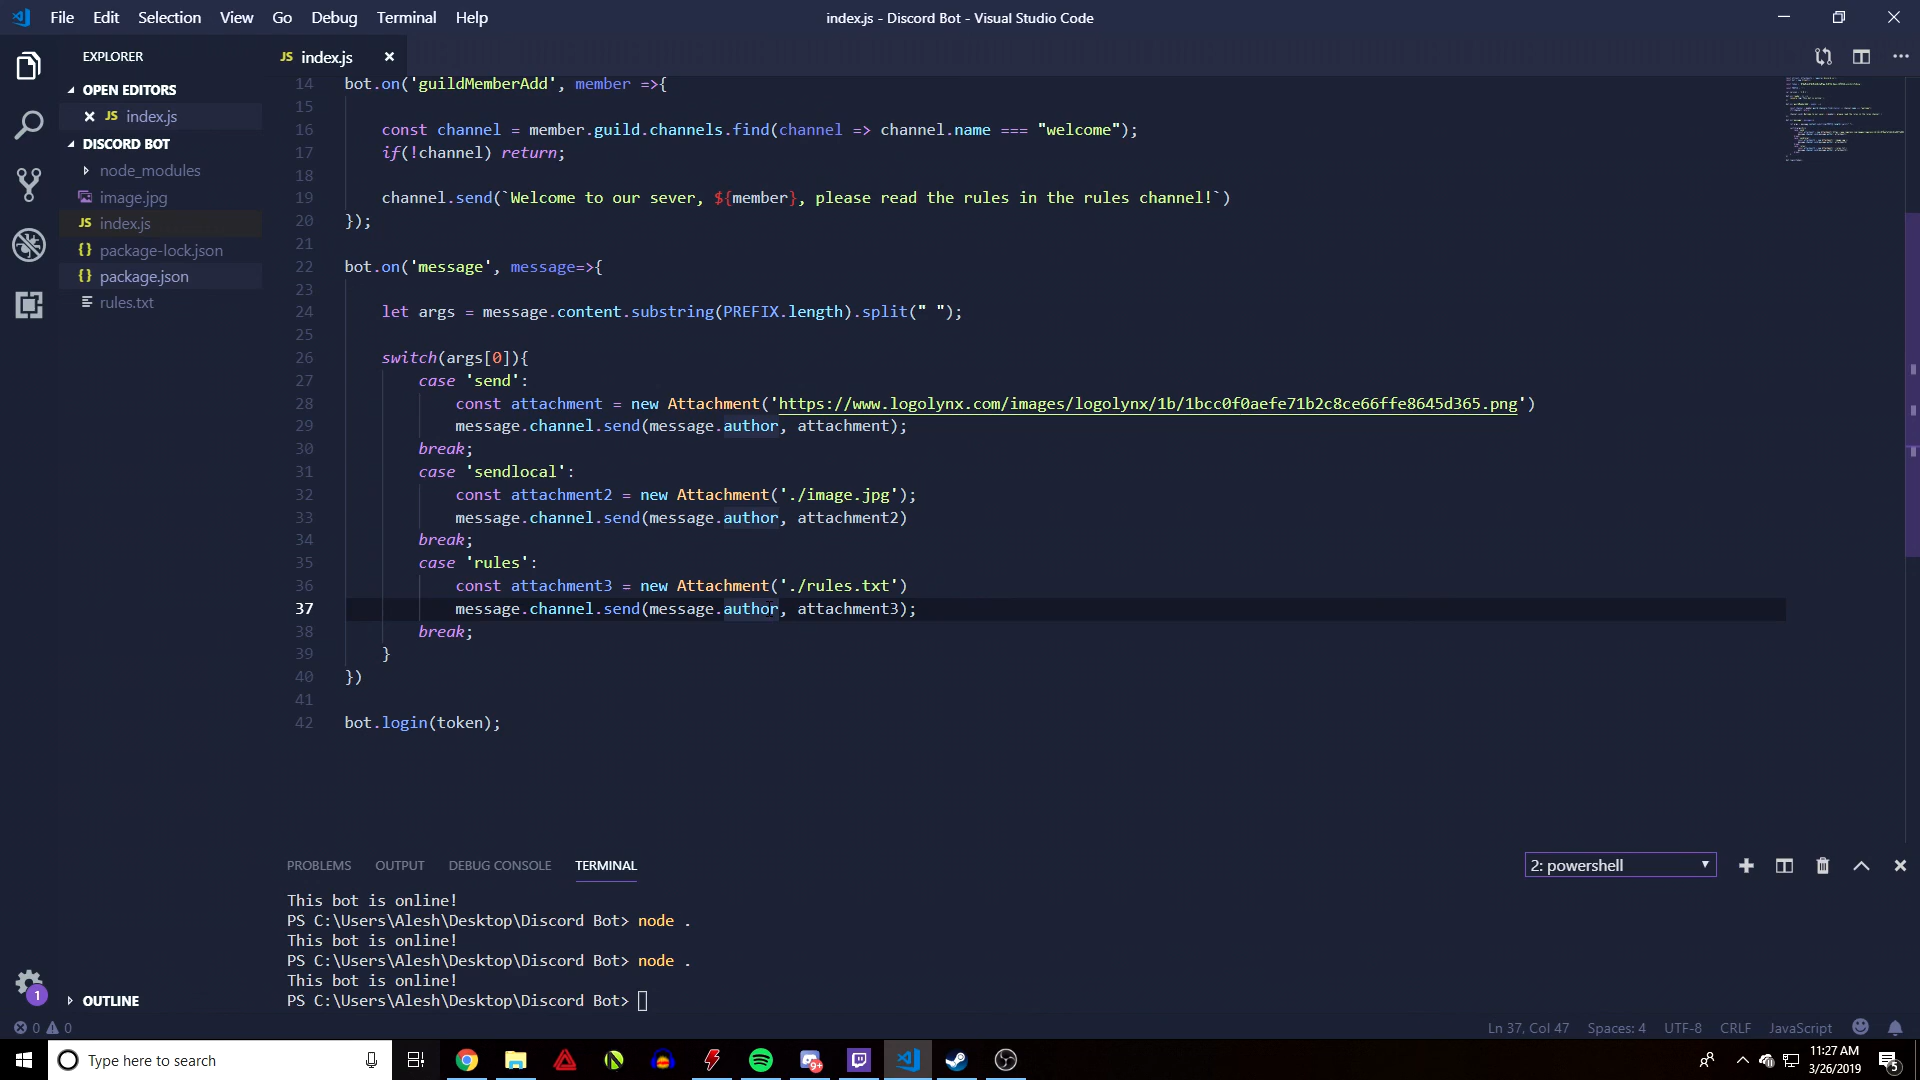 File Edit Selection View Go Debug Terminal Help
index.js - Discord Bot - Visual Studio Code
EXPLORER
OPEN EDITORS
JS index.js
DISCORD BOT
node_modules
image.jpg
JS index.js
{} package-lock.json
{} package.json
rules.txt
OUTLINE
JS index.js
14 bot.on('guildMemberAdd', member =>{
15
16 const channel = member.guild.channels.find(channel => channel.name === "welcome");
17 if(!channel) return;
18
19 channel.send(`Welcome to our sever, ${member}, please read the rules in the rules channel!`)
20 });
21
22 bot.on('message', message=>{
23
24 let args = message.content.substring(PREFIX.length).split(" ");
25
26 switch(args[0]){
27 case 'send':
28 const attachment = new Attachment('https://www.logolynx.com/images/logolynx/1b/1bcc0f0aefe71b2c8ce66ffe8645d365.png')
29 message.channel.send(message.author, attachment);
30 break;
31 case 'sendlocal':
32 const attachment2 = new Attachment('./image.jpg');
33 message.channel.send(message.author, attachment2)
34 break;
35 case 'rules':
36 const attachment3 = new Attachment('./rules.txt')
37 message.channel.send(message.author, attachment3);
38 break;
39 }
40 })
41
42 bot.login(token);
PROBLEMS OUTPUT DEBUG CONSOLE TERMINAL
2: powershell
This bot is online!
PS C:\Users\Alesh\Desktop\Discord Bot> node .
This bot is online!
PS C:\Users\Alesh\Desktop\Discord Bot> node .
This bot is online!
PS C:\Users\Alesh\Desktop\Discord Bot>
1
0 0
Ln 37, Col 47 Spaces: 4 UTF-8 CRLF JavaScript
Type here to search
9+
11:27 AM
3/26/2019
5